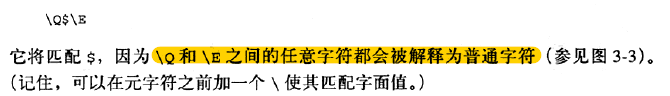 \Q$\E
它将匹配 $，因为 \Q 和 \E 之间的任意字符都会被解释为普通字符（参见图 3-3）。
（记住，可以在元字符之前加一个 \ 使其匹配字面值。）